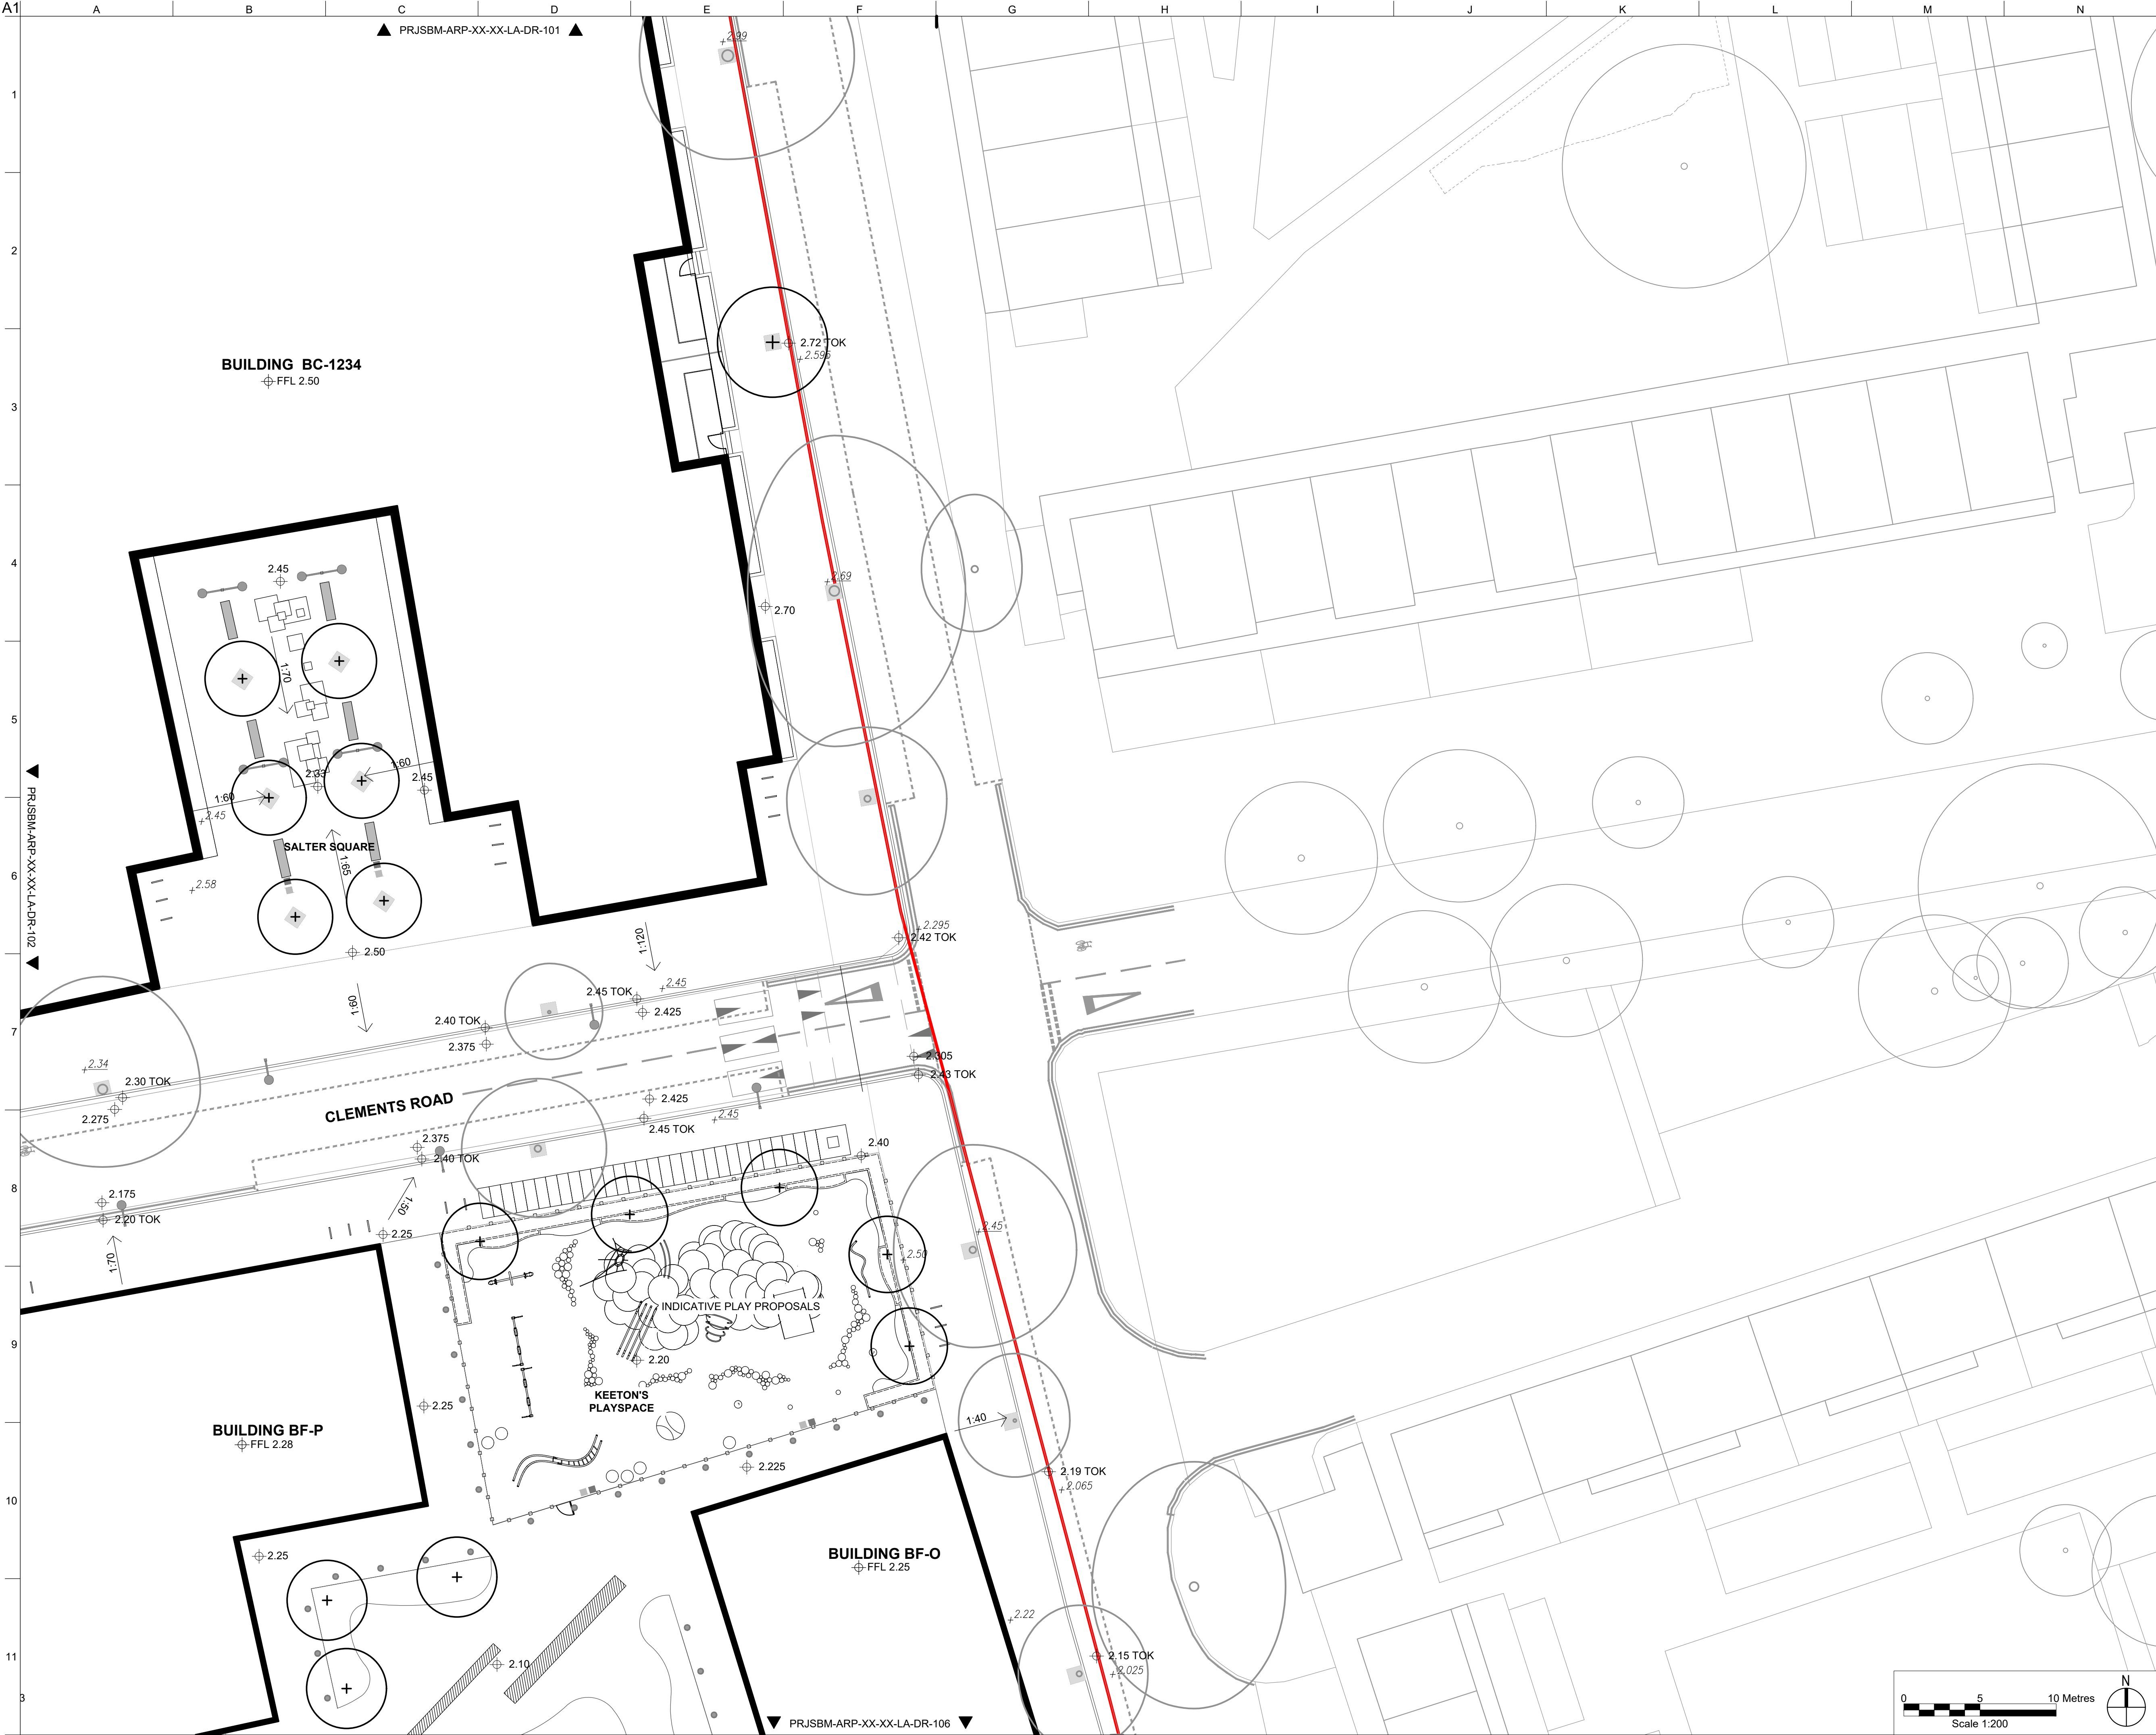 A1
A B C D E F G H I J K L M N
PRJSBM-ARP-XX-XX-LA-DR-101
2.99
1
2
2.72 TOK
2.596
BUILDING BC-1234
FFL 2.50
3
4
2.45
2.69
2.70
1:70
5
PRJSBM-ARP-XX-XX-LA-DR-102
2.33
1:60
2.45
1:60
2.45
SALTER SQUARE
1:65
6
2.58
2.295
2.42 TOK
1:120
2.50
2.45
2.45 TOK
1:60
2.425
2.40 TOK
7
2.375
2.305
2.34
2.43 TOK
2.30 TOK
2.425
CLEMENTS ROAD
2.275
2.45
2.45 TOK
2.375
2.40
2.40 TOK
8
2.175
1:50
2.20 TOK
2.25
2.45
2.50
1:70
INDICATIVE PLAY PROPOSALS
9
2.20
KEETON'S
PLAYSPACE
2.25
1:40
BUILDING BF-P
FFL 2.28
2.225
2.19 TOK
2.065
10
BUILDING BF-O
FFL 2.25
2.25
2.22
11
2.10
2.15 TOK
2.025
3
PRJSBM-ARP-XX-XX-LA-DR-106
N
0 5 10 Metres
Scale 1:200